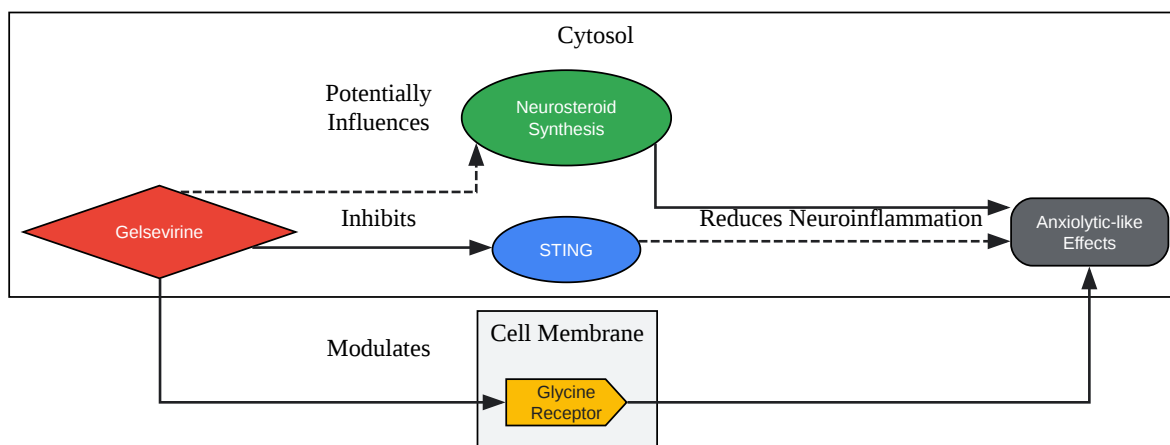 Cytosol
Potentially
Influences
Neurosteroid
Synthesis
Gelsevirine
Inhibits
STING
Reduces Neuroinflammation
Anxiolytic-like
Effects
Modulates
Cell Membrane
Glycine
Receptor